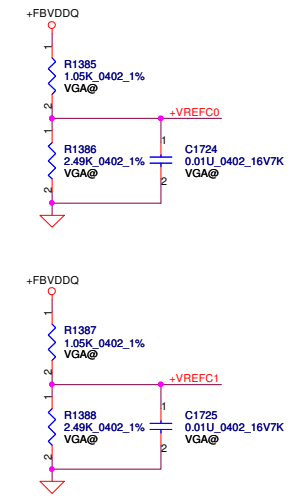 +FBVDDQ
1
R1385
1.05K_0402_1%
VGA@
2
+VREFC0
1
R1386
2.49K_0402_1%
VGA@
2
1
C1724
0.01U_0402_16V7K
VGA@
2
+FBVDDQ
1
R1387
1.05K_0402_1%
VGA@
2
+VREFC1
1
R1388
2.49K_0402_1%
VGA@
2
1
C1725
0.01U_0402_16V7K
VGA@
2